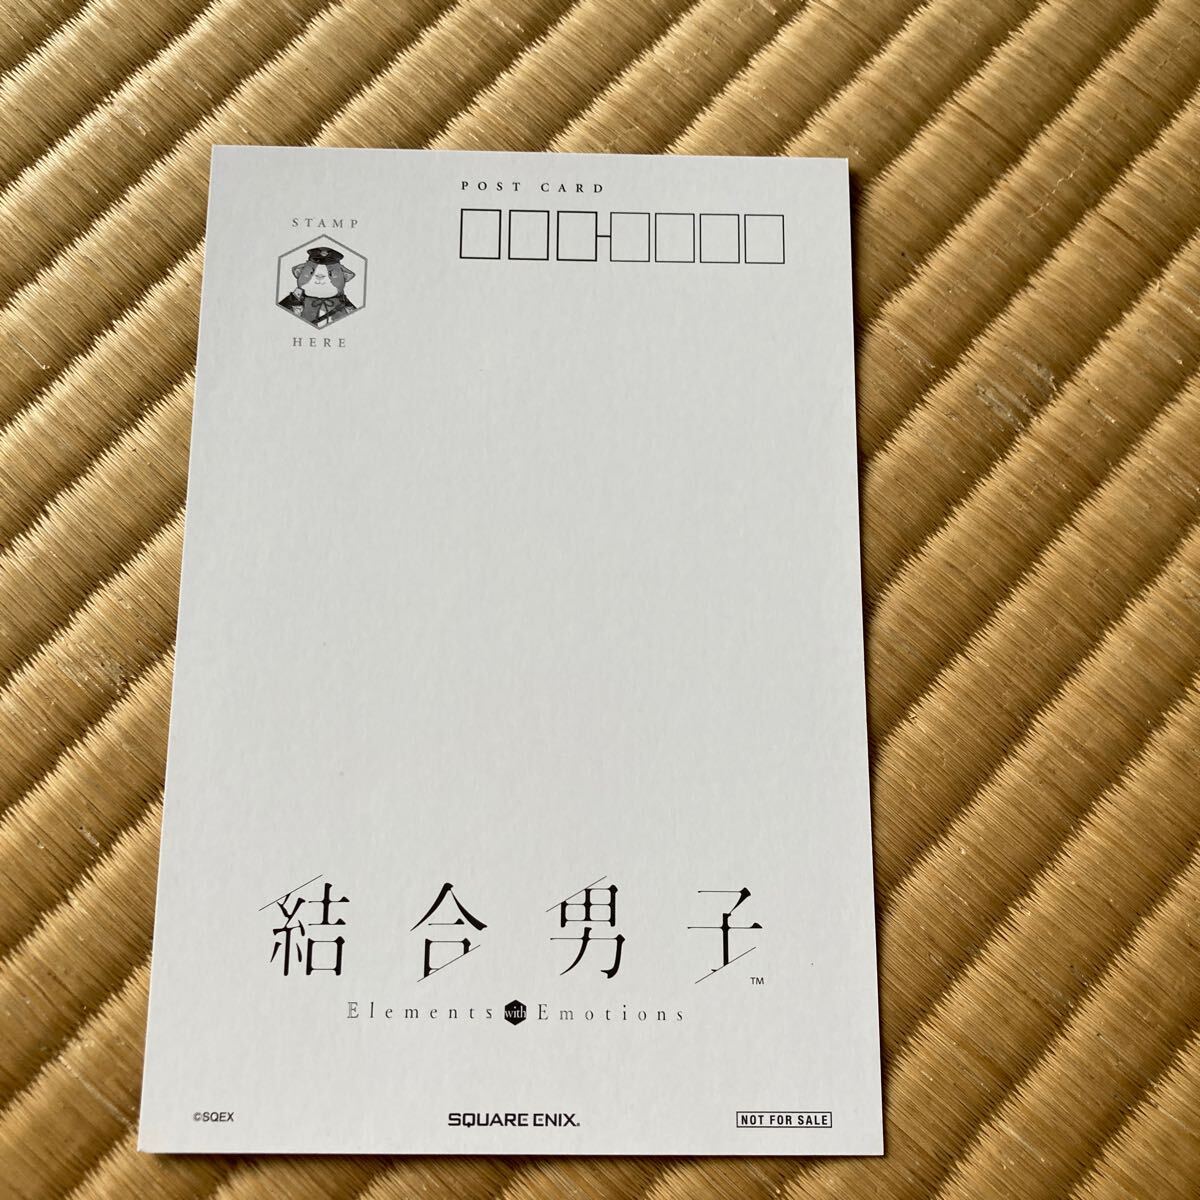 POST CARD
STAMP
HERE
結合男子
TM
Elements with Emotions
©SQEX
SQUARE ENIX®
NOT FOR SALE